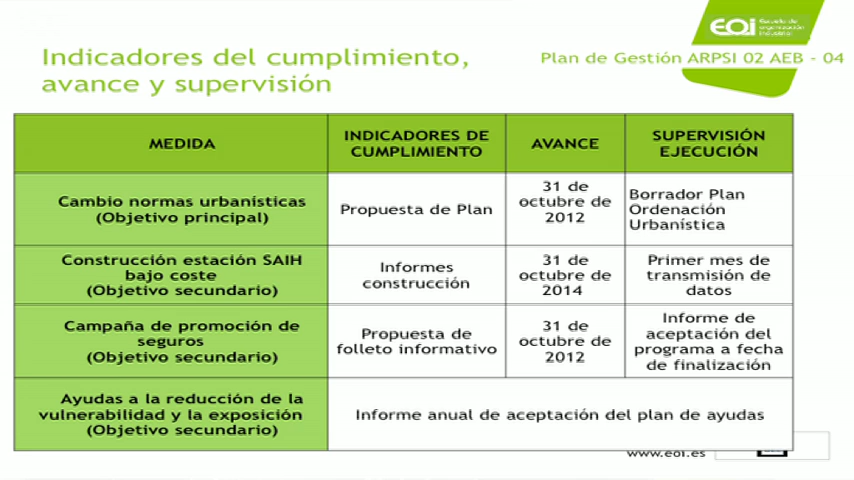 EOi Escuela de
organización
industrial
Indicadores del cumplimiento,
avance y supervisión
Plan de Gestión ARPSI 02 AEB - 04
MEDIDA
INDICADORES DE
CUMPLIMIENTO
AVANCE
SUPERVISIÓN
EJECUCIÓN
Cambio normas urbanísticas
(Objetivo principal)
Propuesta de Plan
31 de
octubre de
2012
Borrador Plan
Ordenación
Urbanística
Construcción estación SAIH
bajo coste
(Objetivo secundario)
Informes
construcción
31 de
octubre de
2014
Primer mes de
transmisión de
datos
Campaña de promoción de
seguros
(Objetivo secundario)
Propuesta de
folleto informativo
31 de
octubre de
2012
Informe de
aceptación del
programa a fecha
de finalización
Ayudas a la reducción de la
vulnerabilidad y la exposición
(Objetivo secundario)
Informe anual de aceptación del plan de ayudas
www.eoi.es